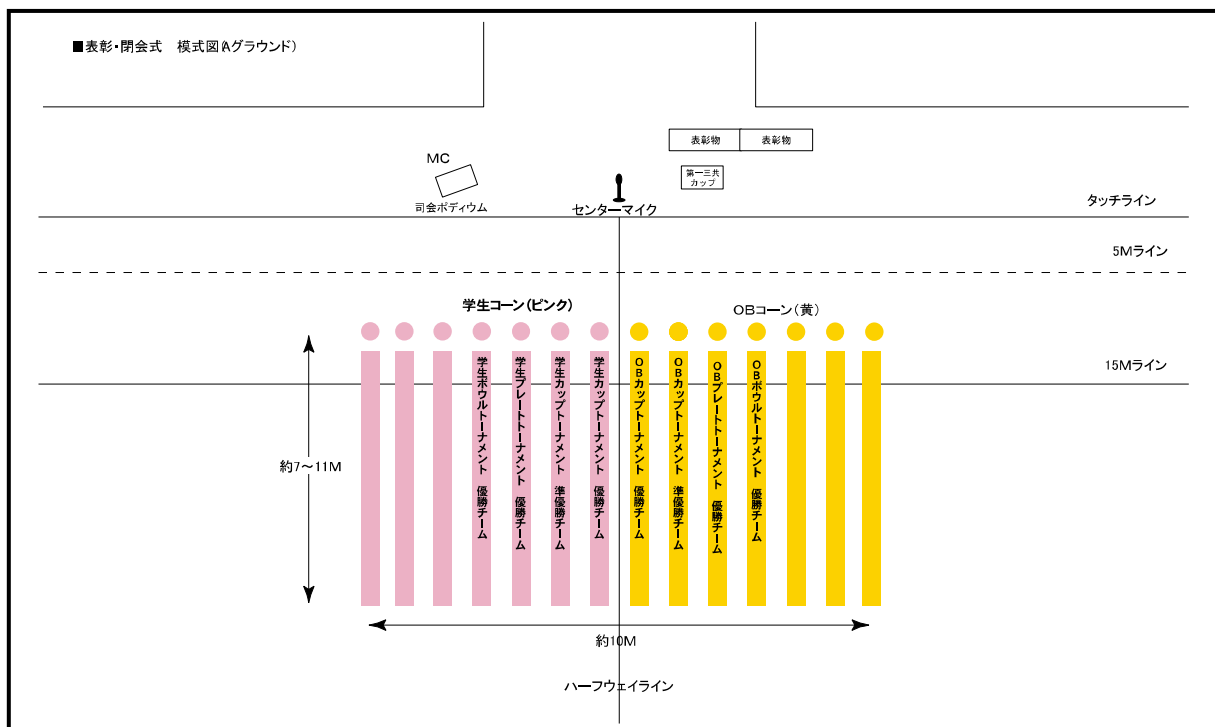 ■表彰・閉会式　模式図(Aグラウンド)
表彰物
表彰物
MC
第一三共
カップ
司会ポディウム
センターマイク
タッチライン
5Mライン
学生コーン(ピンク)
OBコーン(黄)
15Mライン
学生ボウルトーナメント　優勝チーム
学生プレートトーナメント　優勝チーム
学生カップトーナメント　準優勝チーム
学生カップトーナメント　優勝チーム
OBカップトーナメント　優勝チーム
OBカップトーナメント　準優勝チーム
OBプレートトーナメント　優勝チーム
OBボウルトーナメント　優勝チーム
約7～11M
約10M
ハーフウェイライン